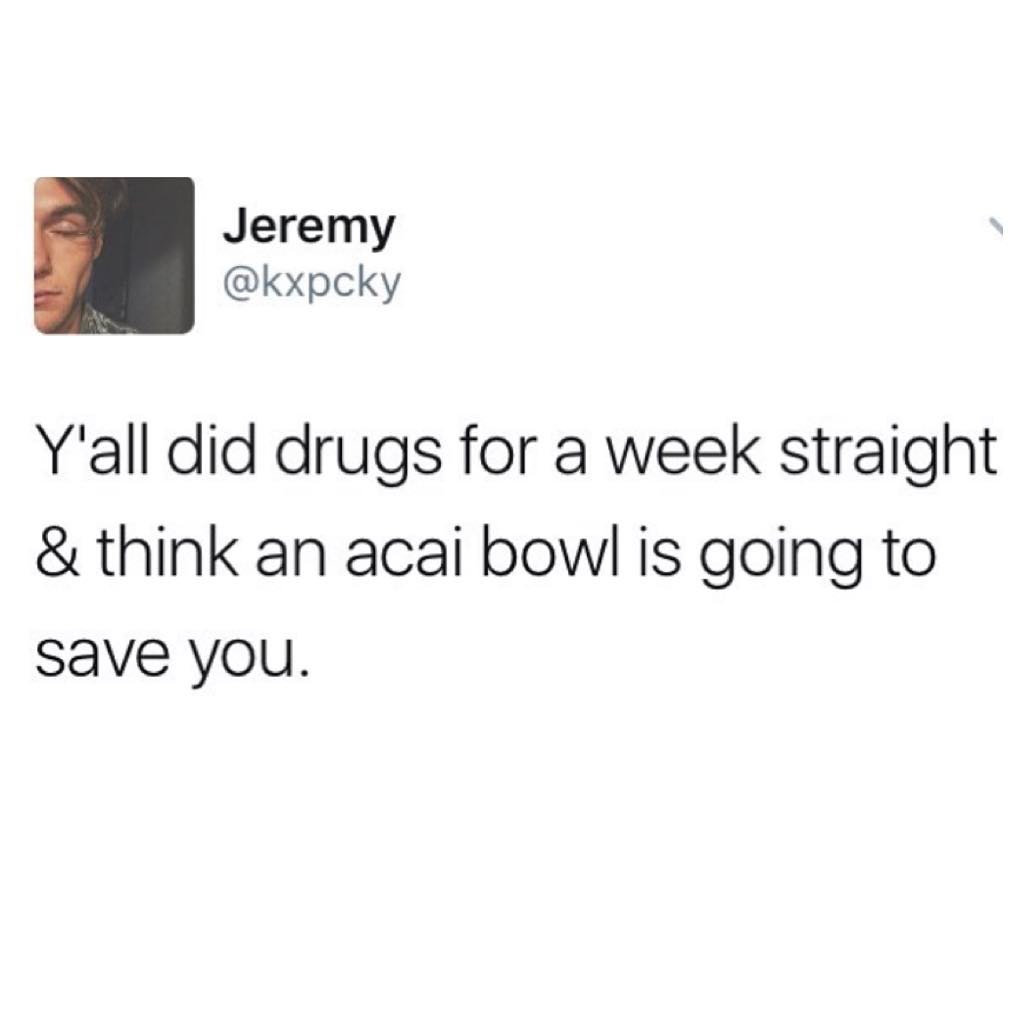 Jeremy
@kxpcky
Y'all did drugs for a week straight
& think an acai bowl is going to
save you.